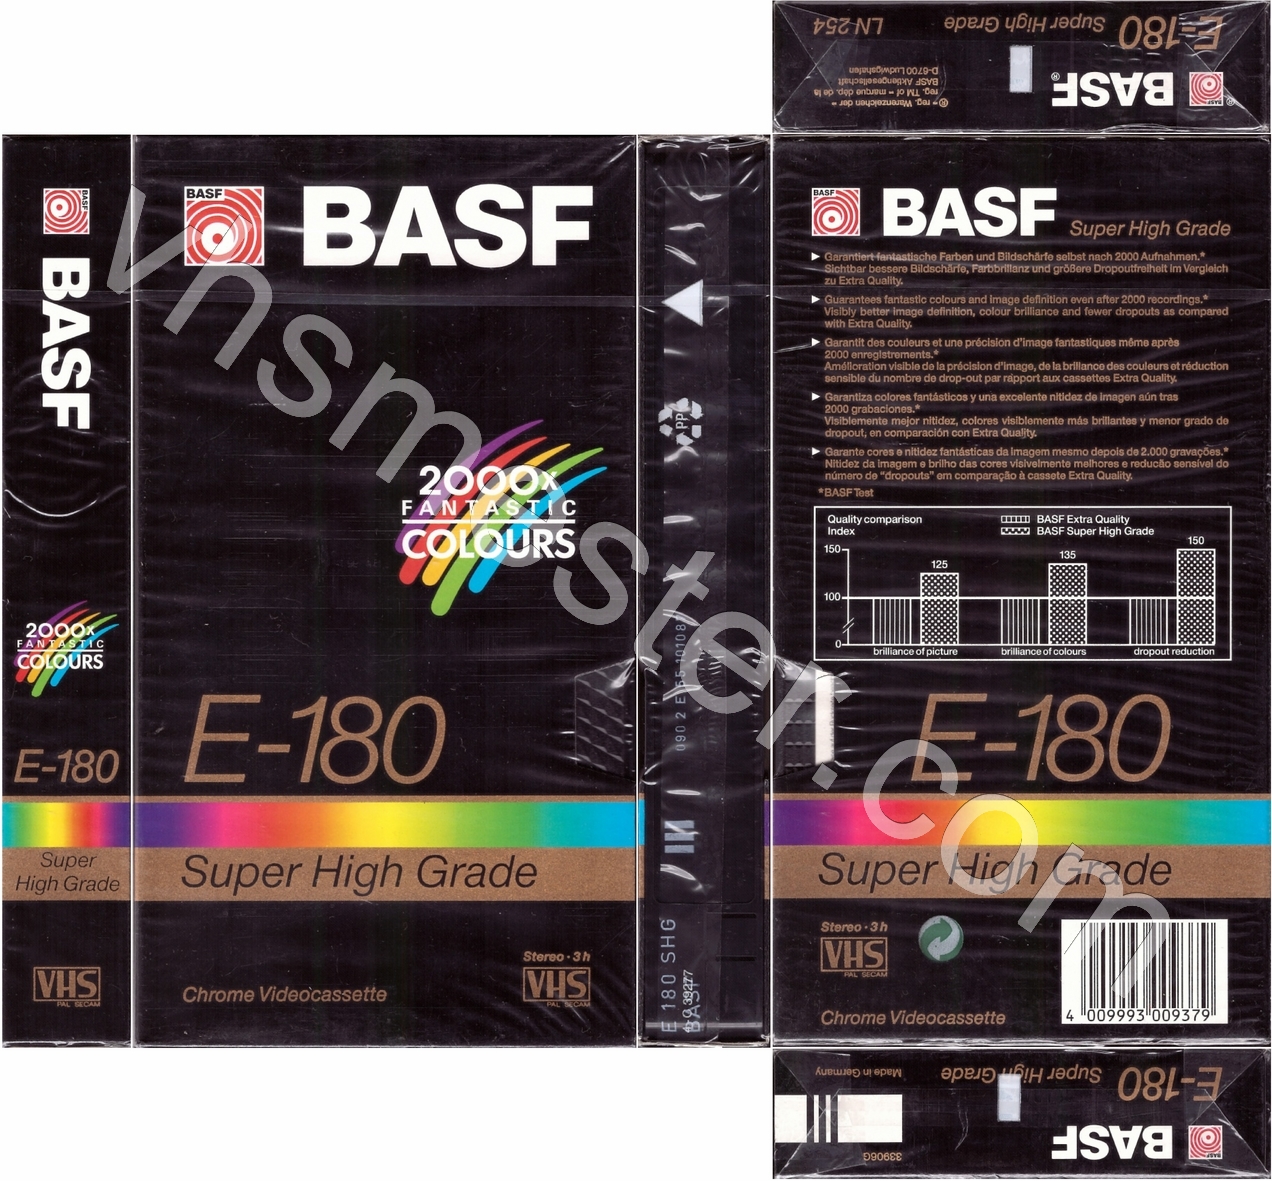 E-180
Super High Grade
LN 254
BASF
BASF
®
®= reg. Warenzeichen der =
reg. TM of = marque dép. de la
BASF Aktiengesellschaft
D-6700 Ludwigshafen
BASF
BASF
2000x
FANTASTIC
COLOURS
E-180
Super
High Grade
VHS
PAL SECAM
BASF
BASF
2000x
FANTASTIC
COLOURS
E-180
Super High Grade
Chrome Videocassette
Stereo · 3h
VHS
PAL SECAM
PP
E 180 SHG
BASF
BASF
BASF
Super High Grade
Garantiert fantastische Farben und Bildschärfe selbst nach 2000 Aufnahmen.*
Sichtbar bessere Bildschärfe, Farbbrillanz und größere Dropoutfreiheit im Vergleich
zu Extra Quality.
Guarantees fantastic colours and image definition even after 2000 recordings.*
Visibly better image definition, colour brilliance and fewer dropouts as compared
with Extra Quality.
Garantit des couleurs et une précision d'image fantastiques même après
2000 enregistrements.*
Amélioration visible de la précision d'image, de la brillance des couleurs et réduction
sensible du nombre de drop-out par rapport aux cassettes Extra Quality.
Garantiza colores fantásticos y una excelente nitidez de imagen aún tras
2000 grabaciones.*
Visiblemente mejor nitidez, colores visiblemente más brillantes y menor grado de
dropout, en comparación con Extra Quality.
Garante cores e nitidez fantásticas da imagem mesmo depois de 2.000 gravações.*
Nitidez da imagem e brilho das cores visivelmente melhores e reducão sensível do
número de "dropouts" em comparação à cassete Extra Quality.
*BASF Test
Quality comparison
Index
BASF Extra Quality
BASF Super High Grade
150
100
0
125
135
150
brilliance of picture
brilliance of colours
dropout reduction
E-180
Super High Grade
Stereo · 3h
VHS
PAL SECAM
Chrome Videocassette
4 009993 009379
E-180
Super High Grade
Made in Germany
BASF
BASF
33906G
vhsmoster.com